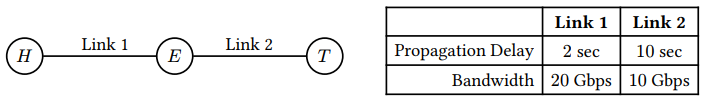 Link 1 Link 2
H E T
Link 1 Link 2
Propagation Delay 2 sec 10 sec
Bandwidth 20 Gbps 10 Gbps